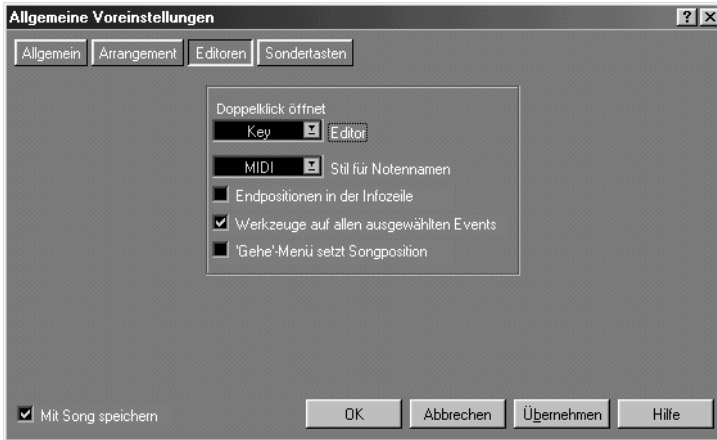 Allgemeine Voreinstellungen
Allgemein Arrangement Editoren Sondertasten
Doppelklick öffnet
Key Editor
MIDI Stil für Notennamen
Endpositionen in der Infozeile
Werkzeuge auf allen ausgewählten Events
'Gehe'-Menü setzt Songposition
Mit Song speichern OK Abbrechen Übernehmen Hilfe